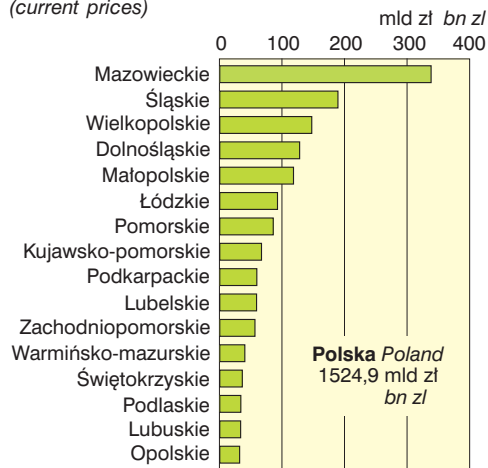 (current prices)
mld zł bn zl
0 100 200 300 400
Mazowieckie
Śląskie
Wielkopolskie
Dolnośląskie
Małopolskie
Łódzkie
Pomorskie
Kujawsko-pomorskie
Podkarpackie
Lubelskie
Zachodniopomorskie
Warmińsko-mazurskie
Świętokrzyskie
Podlaskie
Lubuskie
Opolskie
Polska Poland
1524,9 mld zł
bn zl